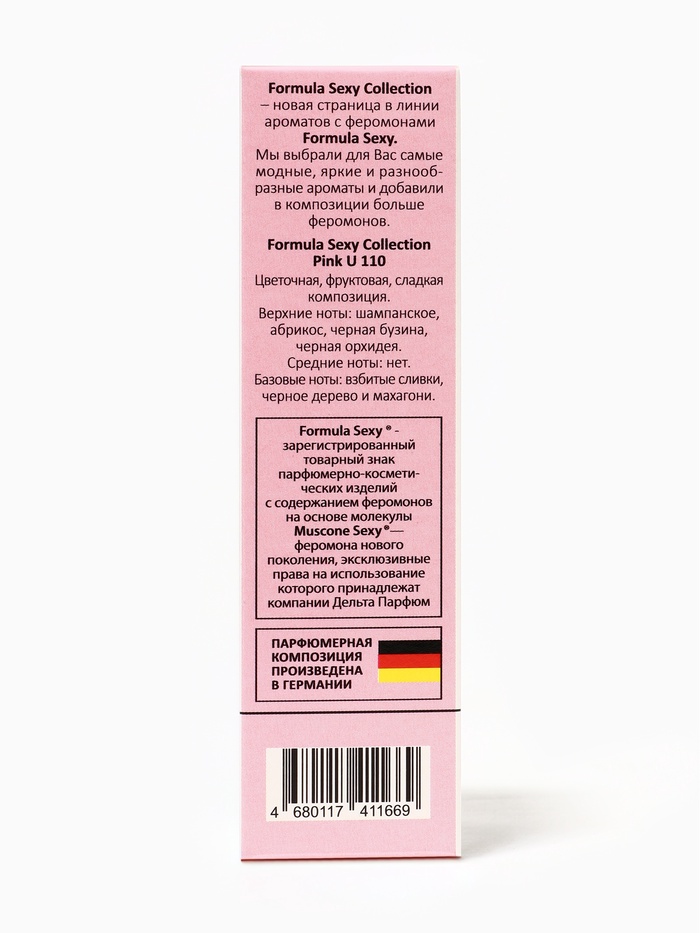 Formula Sexy Collection
– новая страница в линии
ароматов с феромонами
Formula Sexy.
Мы выбрали для Вас самые
модные, яркие и разнооб-
разные ароматы и добавили
в композиции больше
феромонов.
Formula Sexy Collection
Pink U 110
Цветочная, фруктовая, сладкая
композиция.
Верхние ноты: шампанское,
абрикос, черная бузина,
черная орхидея.
Средние ноты: нет.
Базовые ноты: взбитые сливки,
черное дерево и махагони.
Formula Sexy ® -
зарегистрированный
товарный знак
парфюмерно-космети-
ческих изделий
с содержанием феромонов
на основе молекулы
Muscone Sexy ®—
феромона нового
поколения, эксклюзивные
права на использование
которого принадлежат
компании Дельта Парфюм
ПАРФЮМЕРНАЯ
КОМПОЗИЦИЯ
ПРОИЗВЕДЕНА
В ГЕРМАНИИ
4 680117 411669